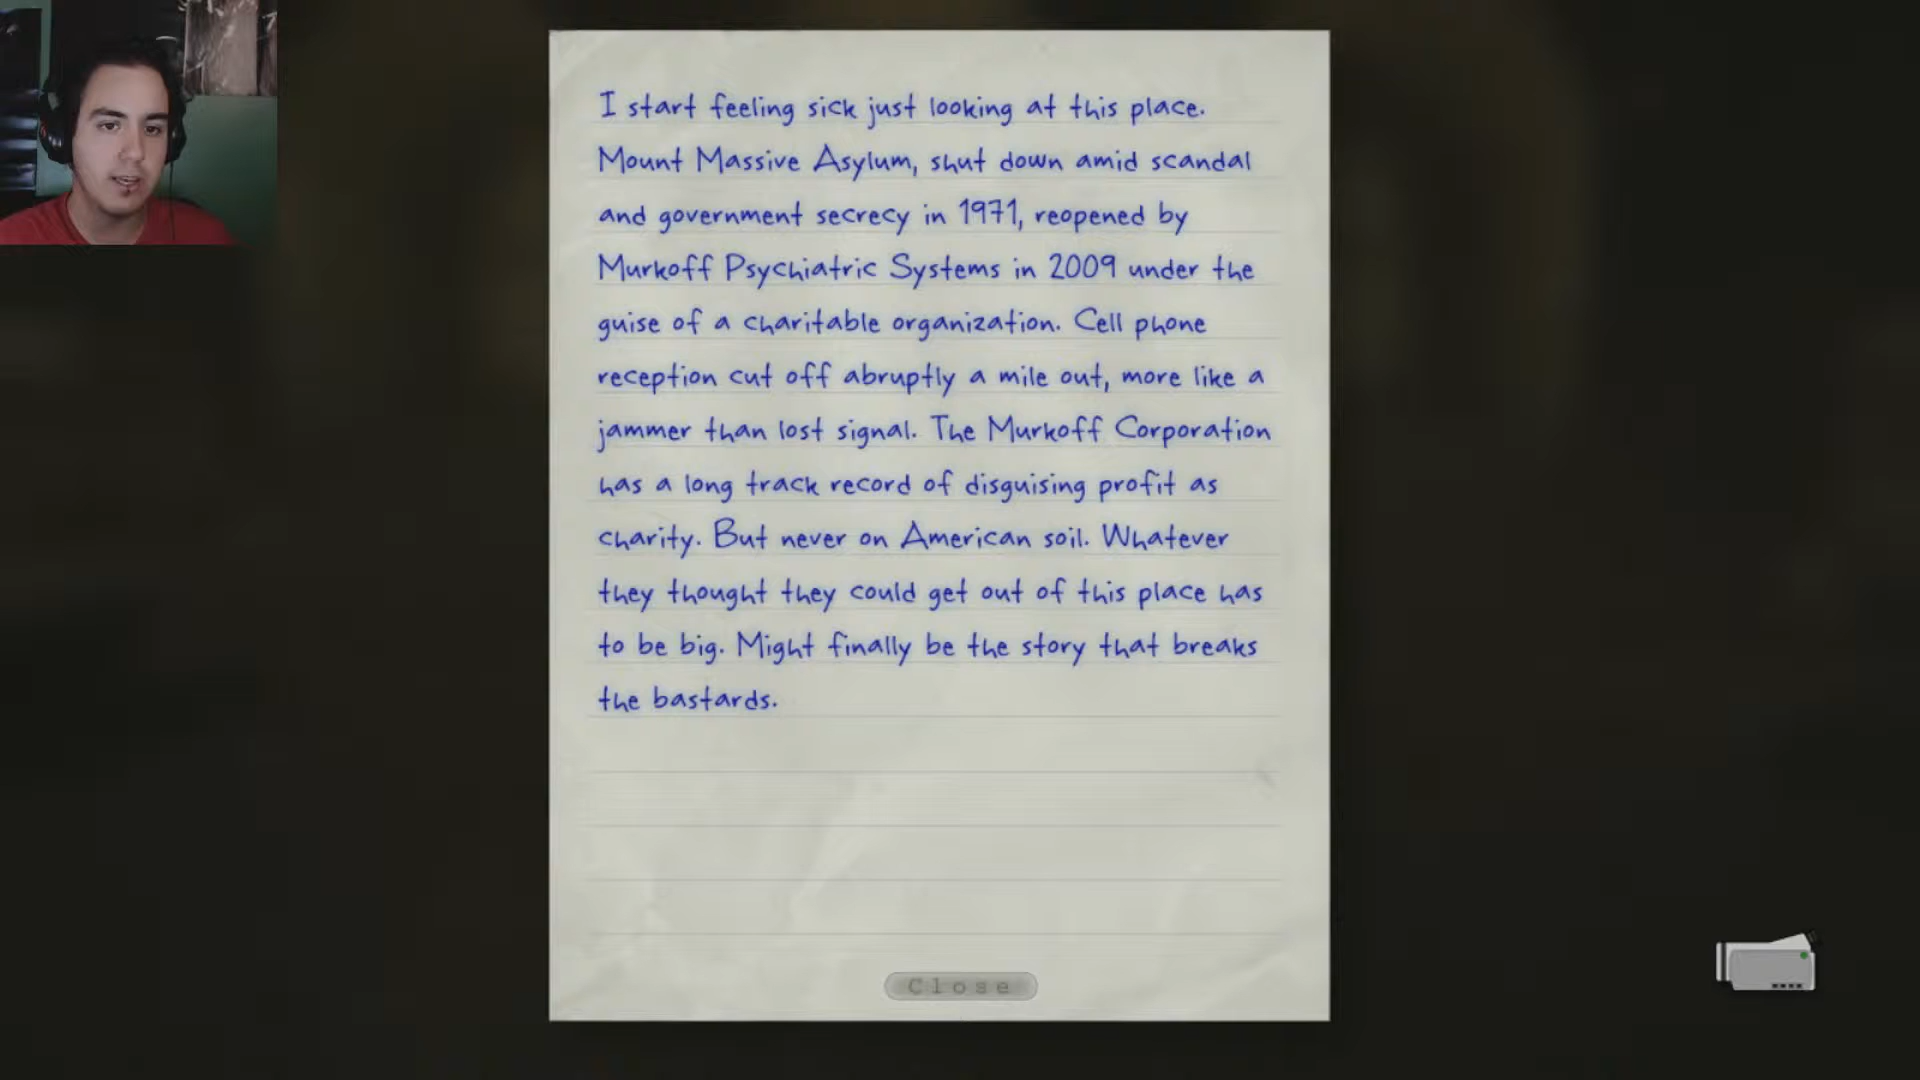 I start feeling sick just looking at this place.
Mount Massive Asylum, shut down amid scandal
and government secrecy in 1971, reopened by
Murkoff Psychiatric Systems in 2009 under the
guise of a charitable organization. Cell phone
reception cut off abruptly a mile out, more like a
jammer than lost signal. The Murkoff Corporation
has a long track record of disguising profit as
charity. But never on American soil. Whatever
they thought they could get out of this place has
to be big. Might finally be the story that breaks
the bastards.
Close